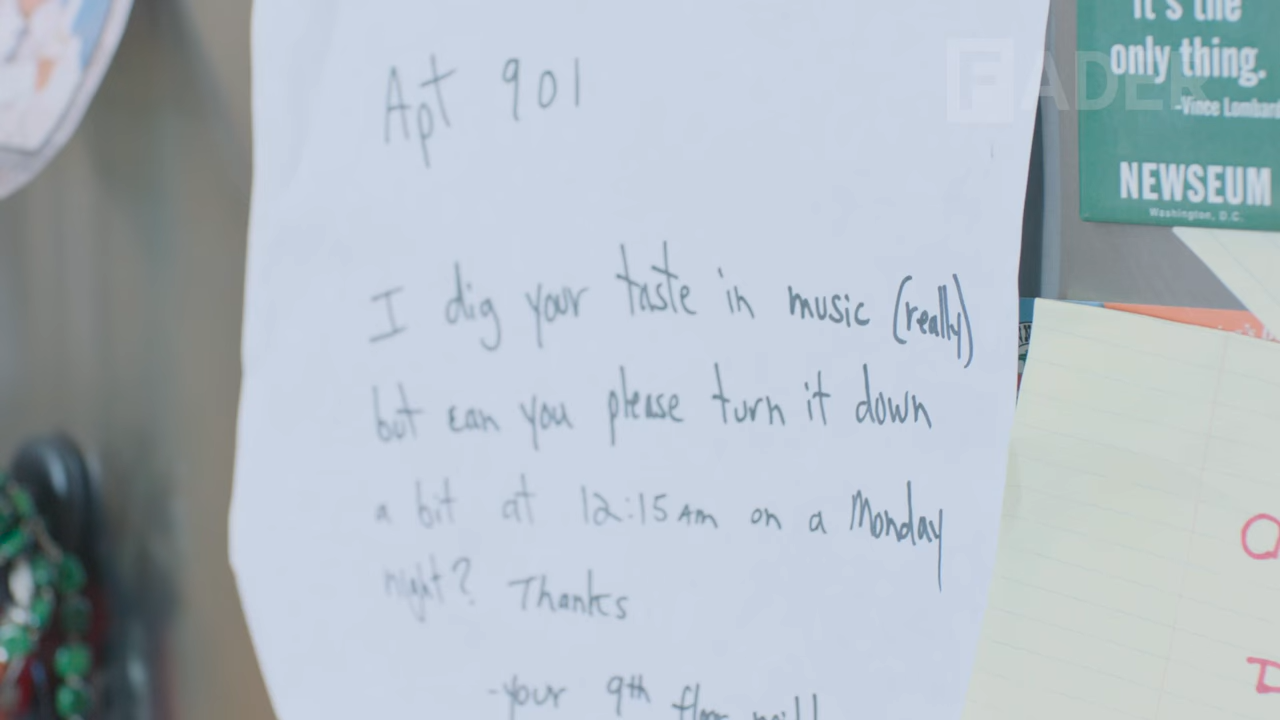 Apt 901
I dig your taste in music (really)
but can you please turn it down
a bit at 12:15 AM on a Monday
night? Thanks
-your 9th floor
FADER
it's the
only thing.
-Vince Lombard
NEWSEUM
Washington, D.C.